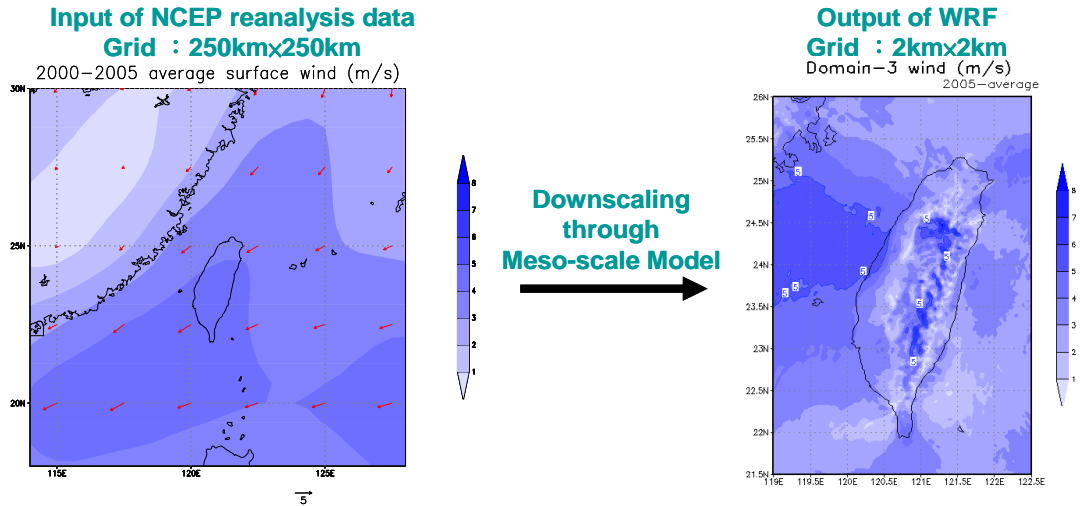 Input of NCEP reanalysis data
Grid ：250km×250km
2000−2005 average surface wind (m/s)
30N
25N
20N
115E
120E
125E
5
8
7
6
5
4
3
2
1
Downscaling
through
Meso-scale Model
Output of WRF
Grid ：2km×2km
Domain−3 wind (m/s)
2005−average
26N
25.5N
25N
24.5N
24N
23.5N
23N
22.5N
22N
21.5N
119E
119.5E
120E
120.5E
121E
121.5E
122E
122.5E
5
5
5
5
5
5
5
5
5
5
8
7
6
5
4
3
2
1